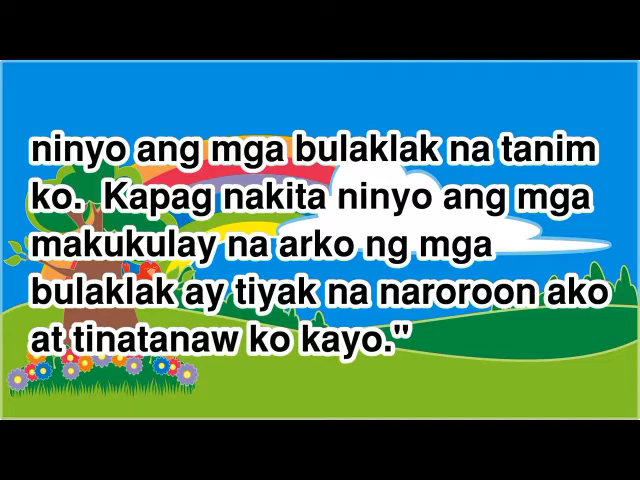 ninyo ang mga bulaklak na tanim
ko.  Kapag nakita ninyo ang mga
makukulay na arko ng mga
bulaklak ay tiyak na naroroon ako
at tinatanaw ko kayo."